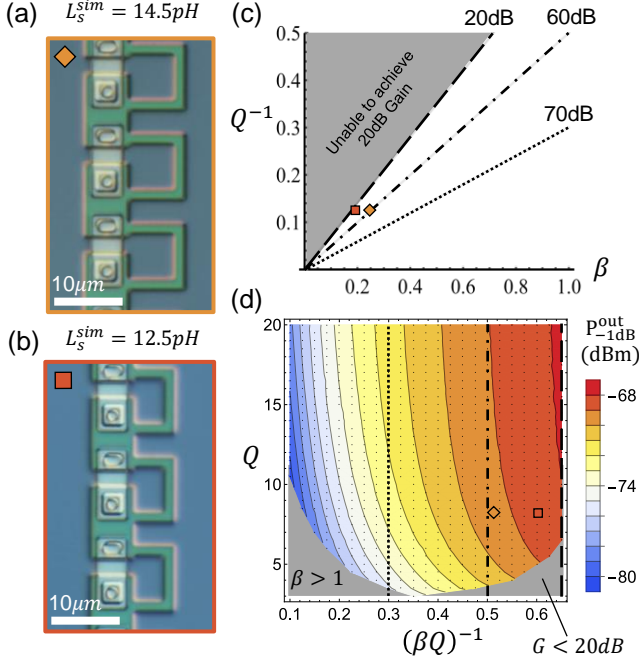 (a)
L_s^sim = 14.5pH
10μm
(b)
L_s^sim = 12.5pH
10μm
(c)
20dB
60dB
70dB
Unable to achieve
20dB Gain
Q⁻¹
0.5
0.4
0.3
0.2
0.1
0.2 0.4 0.6 0.8 1.0
β
(d)
Q
20
15
10
5
β > 1
0.1 0.2 0.3 0.4 0.5 0.6
(βQ)⁻¹
G < 20dB
P_-1dB^out
(dBm)
-68
-74
-80